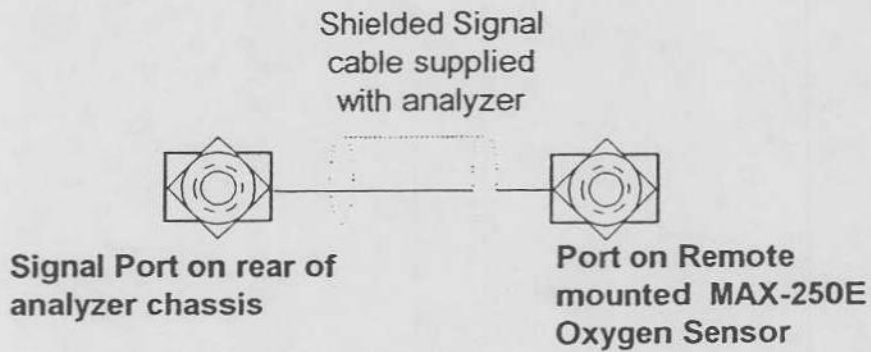 Shielded Signal
cable supplied
with analyzer
Signal Port on rear of
analyzer chassis
Port on Remote
mounted MAX-250E
Oxygen Sensor